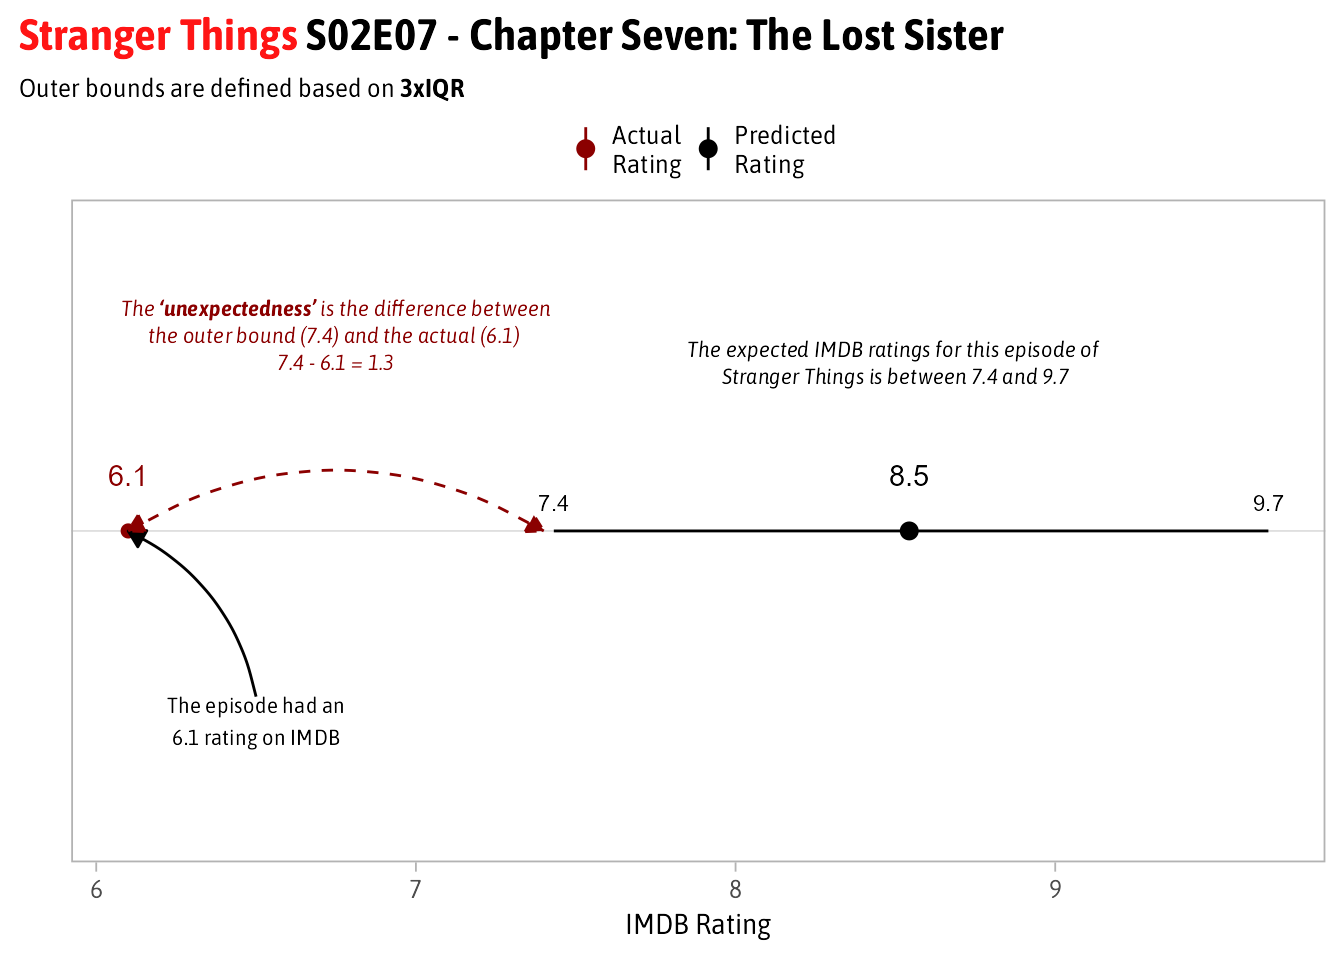 Stranger Things S02E07 - Chapter Seven: The Lost Sister
Outer bounds are defined based on 3xIQR
Actual
Rating
Predicted
Rating
The ‘unexpectedness’ is the difference between
the outer bound (7.4) and the actual (6.1)
7.4 - 6.1 = 1.3
The expected IMDB ratings for this episode of
Stranger Things is between 7.4 and 9.7
6.1
7.4
8.5
9.7
The episode had an
6.1 rating on IMDB
6
7
8
9
IMDB Rating